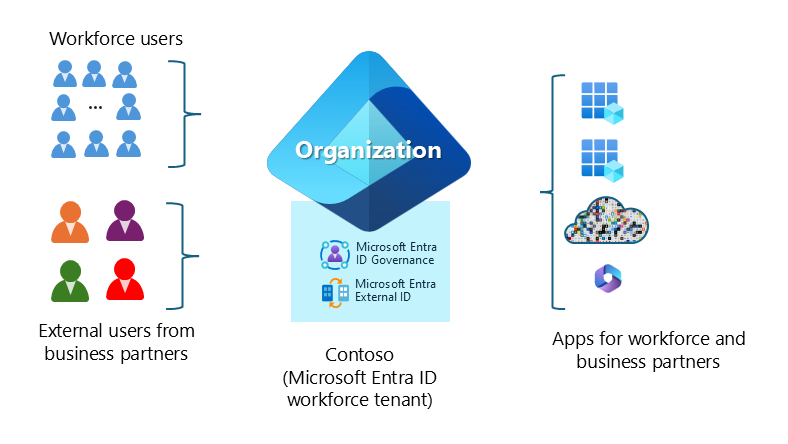 Workforce users
...
Organization
Microsoft Entra
ID Governance
Microsoft Entra
External ID
External users from
business partners
Contoso
(Microsoft Entra ID
workforce tenant)
Apps for workforce and
business partners